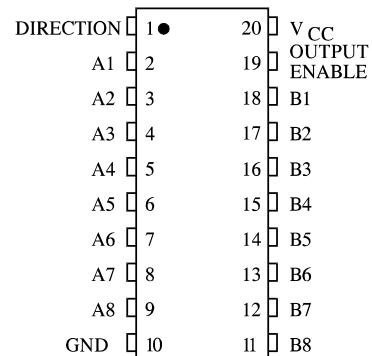 DIRECTION 1 20 VCC
A1 2 19 OUTPUT ENABLE
A2 3 18 B1
A3 4 17 B2
A4 5 16 B3
A5 6 15 B4
A6 7 14 B5
A7 8 13 B6
A8 9 12 B7
GND 10 11 B8